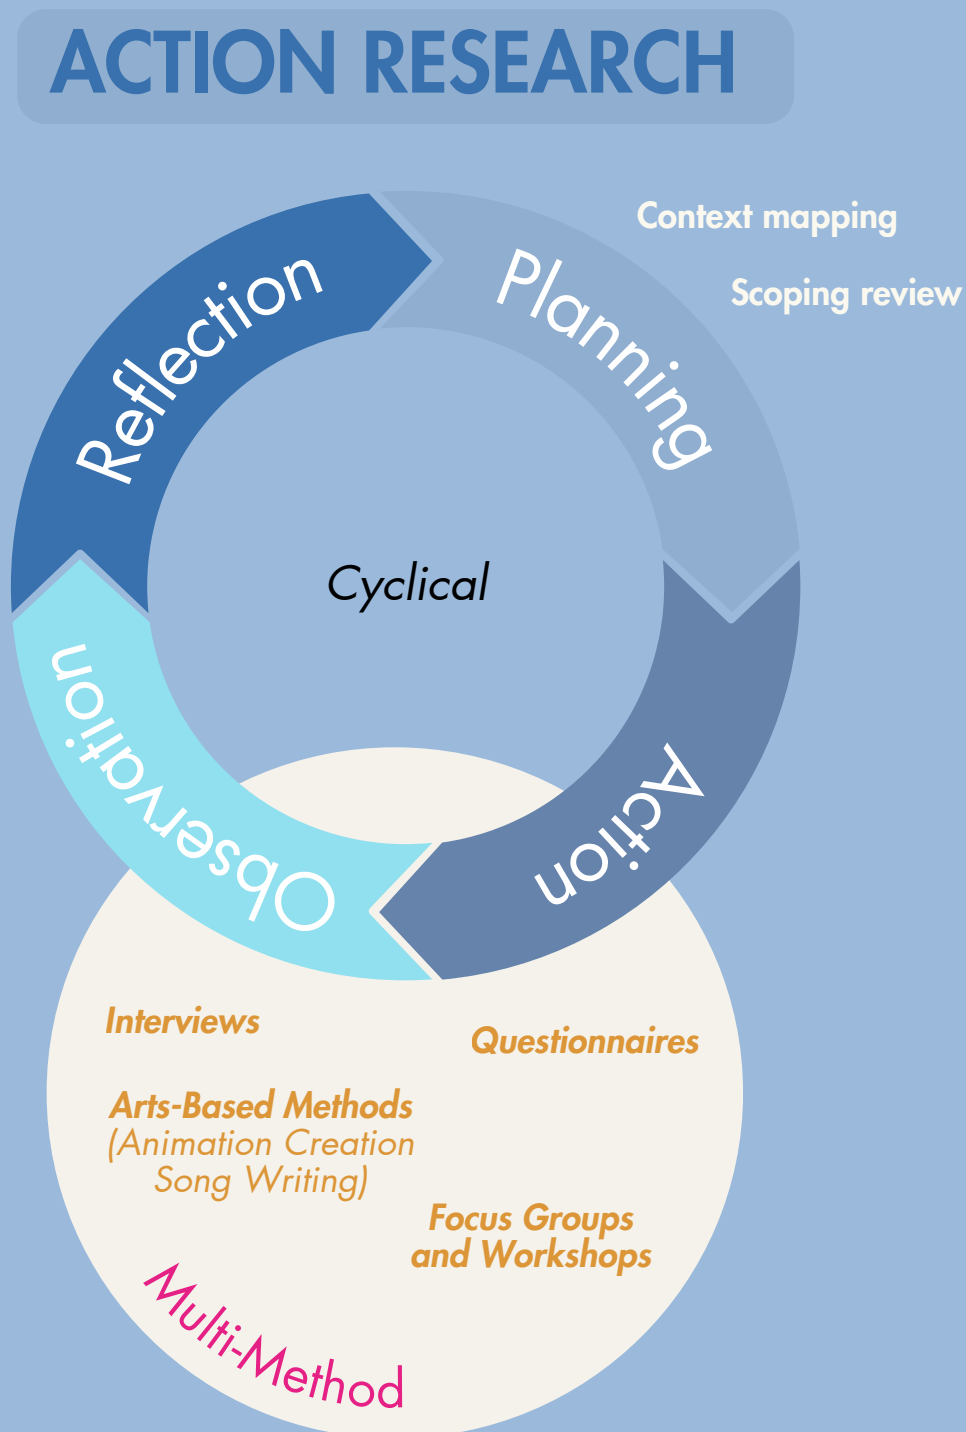 ACTION RESEARCH
Context mapping
Scoping review
Reflection
Planning
Cyclical
Observation
Action
Interviews
Questionnaires
Arts-Based Methods
(Animation Creation
Song Writing)
Focus Groups
and Workshops
Multi-Method